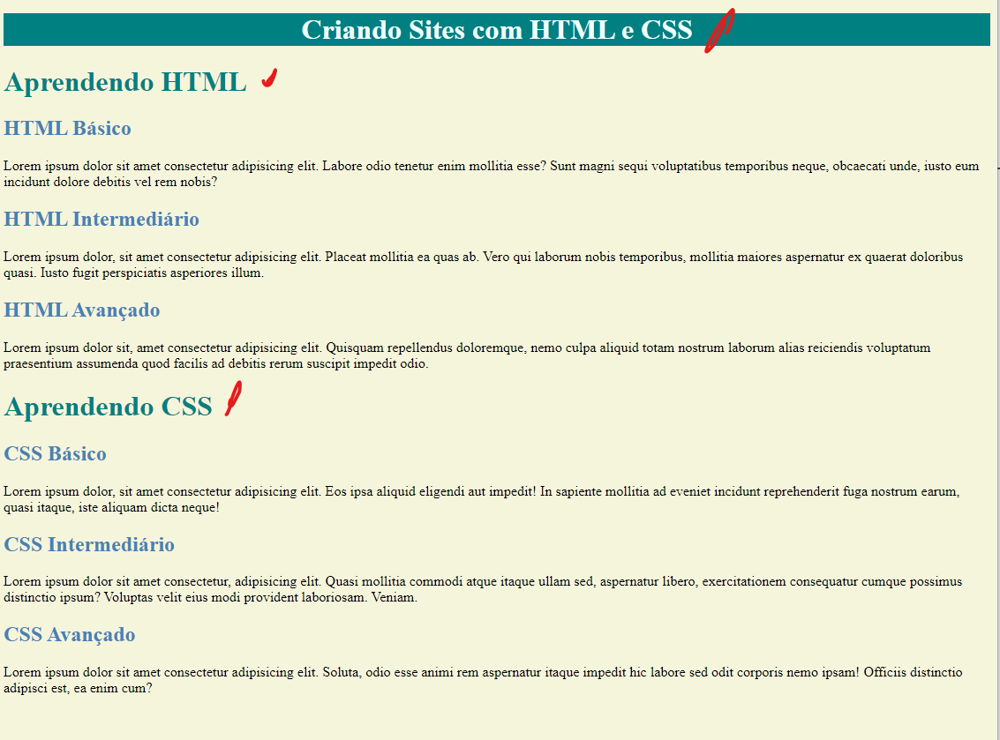 Criando Sites com HTML e CSS
Aprendendo HTML
HTML Básico
Lorem ipsum dolor sit amet consectetur adipisicing elit. Labore odio tenetur enim mollitia esse? Sunt magni sequi voluptatibus temporibus neque, obcaecati unde, iusto eum
incidunt dolore debitis vel rem nobis?
HTML Intermediário
Lorem ipsum dolor, sit amet consectetur adipisicing elit. Placeat mollitia ea quas ab. Vero qui laborum nobis temporibus, mollitia maiores aspernatur ex quaerat doloribus
quasi. Iusto fugit perspiciatis asperiores illum.
HTML Avançado
Lorem ipsum dolor sit, amet consectetur adipisicing elit. Quisquam repellendus doloremque, nemo culpa aliquid totam nostrum laborum alias reiciendis voluptatum
praesentium assumenda quod facilis ad debitis rerum suscipit impedit odio.
Aprendendo CSS
CSS Básico
Lorem ipsum dolor, sit amet consectetur adipisicing elit. Eos ipsa aliquid eligendi aut impedit! In sapiente mollitia ad eveniet incidunt reprehenderit fuga nostrum earum,
quasi itaque, iste aliquam dicta neque!
CSS Intermediário
Lorem ipsum dolor sit amet consectetur, adipisicing elit. Quasi mollitia commodi atque itaque ullam sed, aspernatur libero, exercitationem consequatur cumque possimus
distinctio ipsum? Voluptas velit eius modi provident laboriosam. Veniam.
CSS Avançado
Lorem ipsum dolor sit amet consectetur adipisicing elit. Soluta, odio esse animi rem aspernatur itaque impedit hic labore sed odit corporis nemo ipsam! Officiis distinctio
adipisci est, ea enim cum?